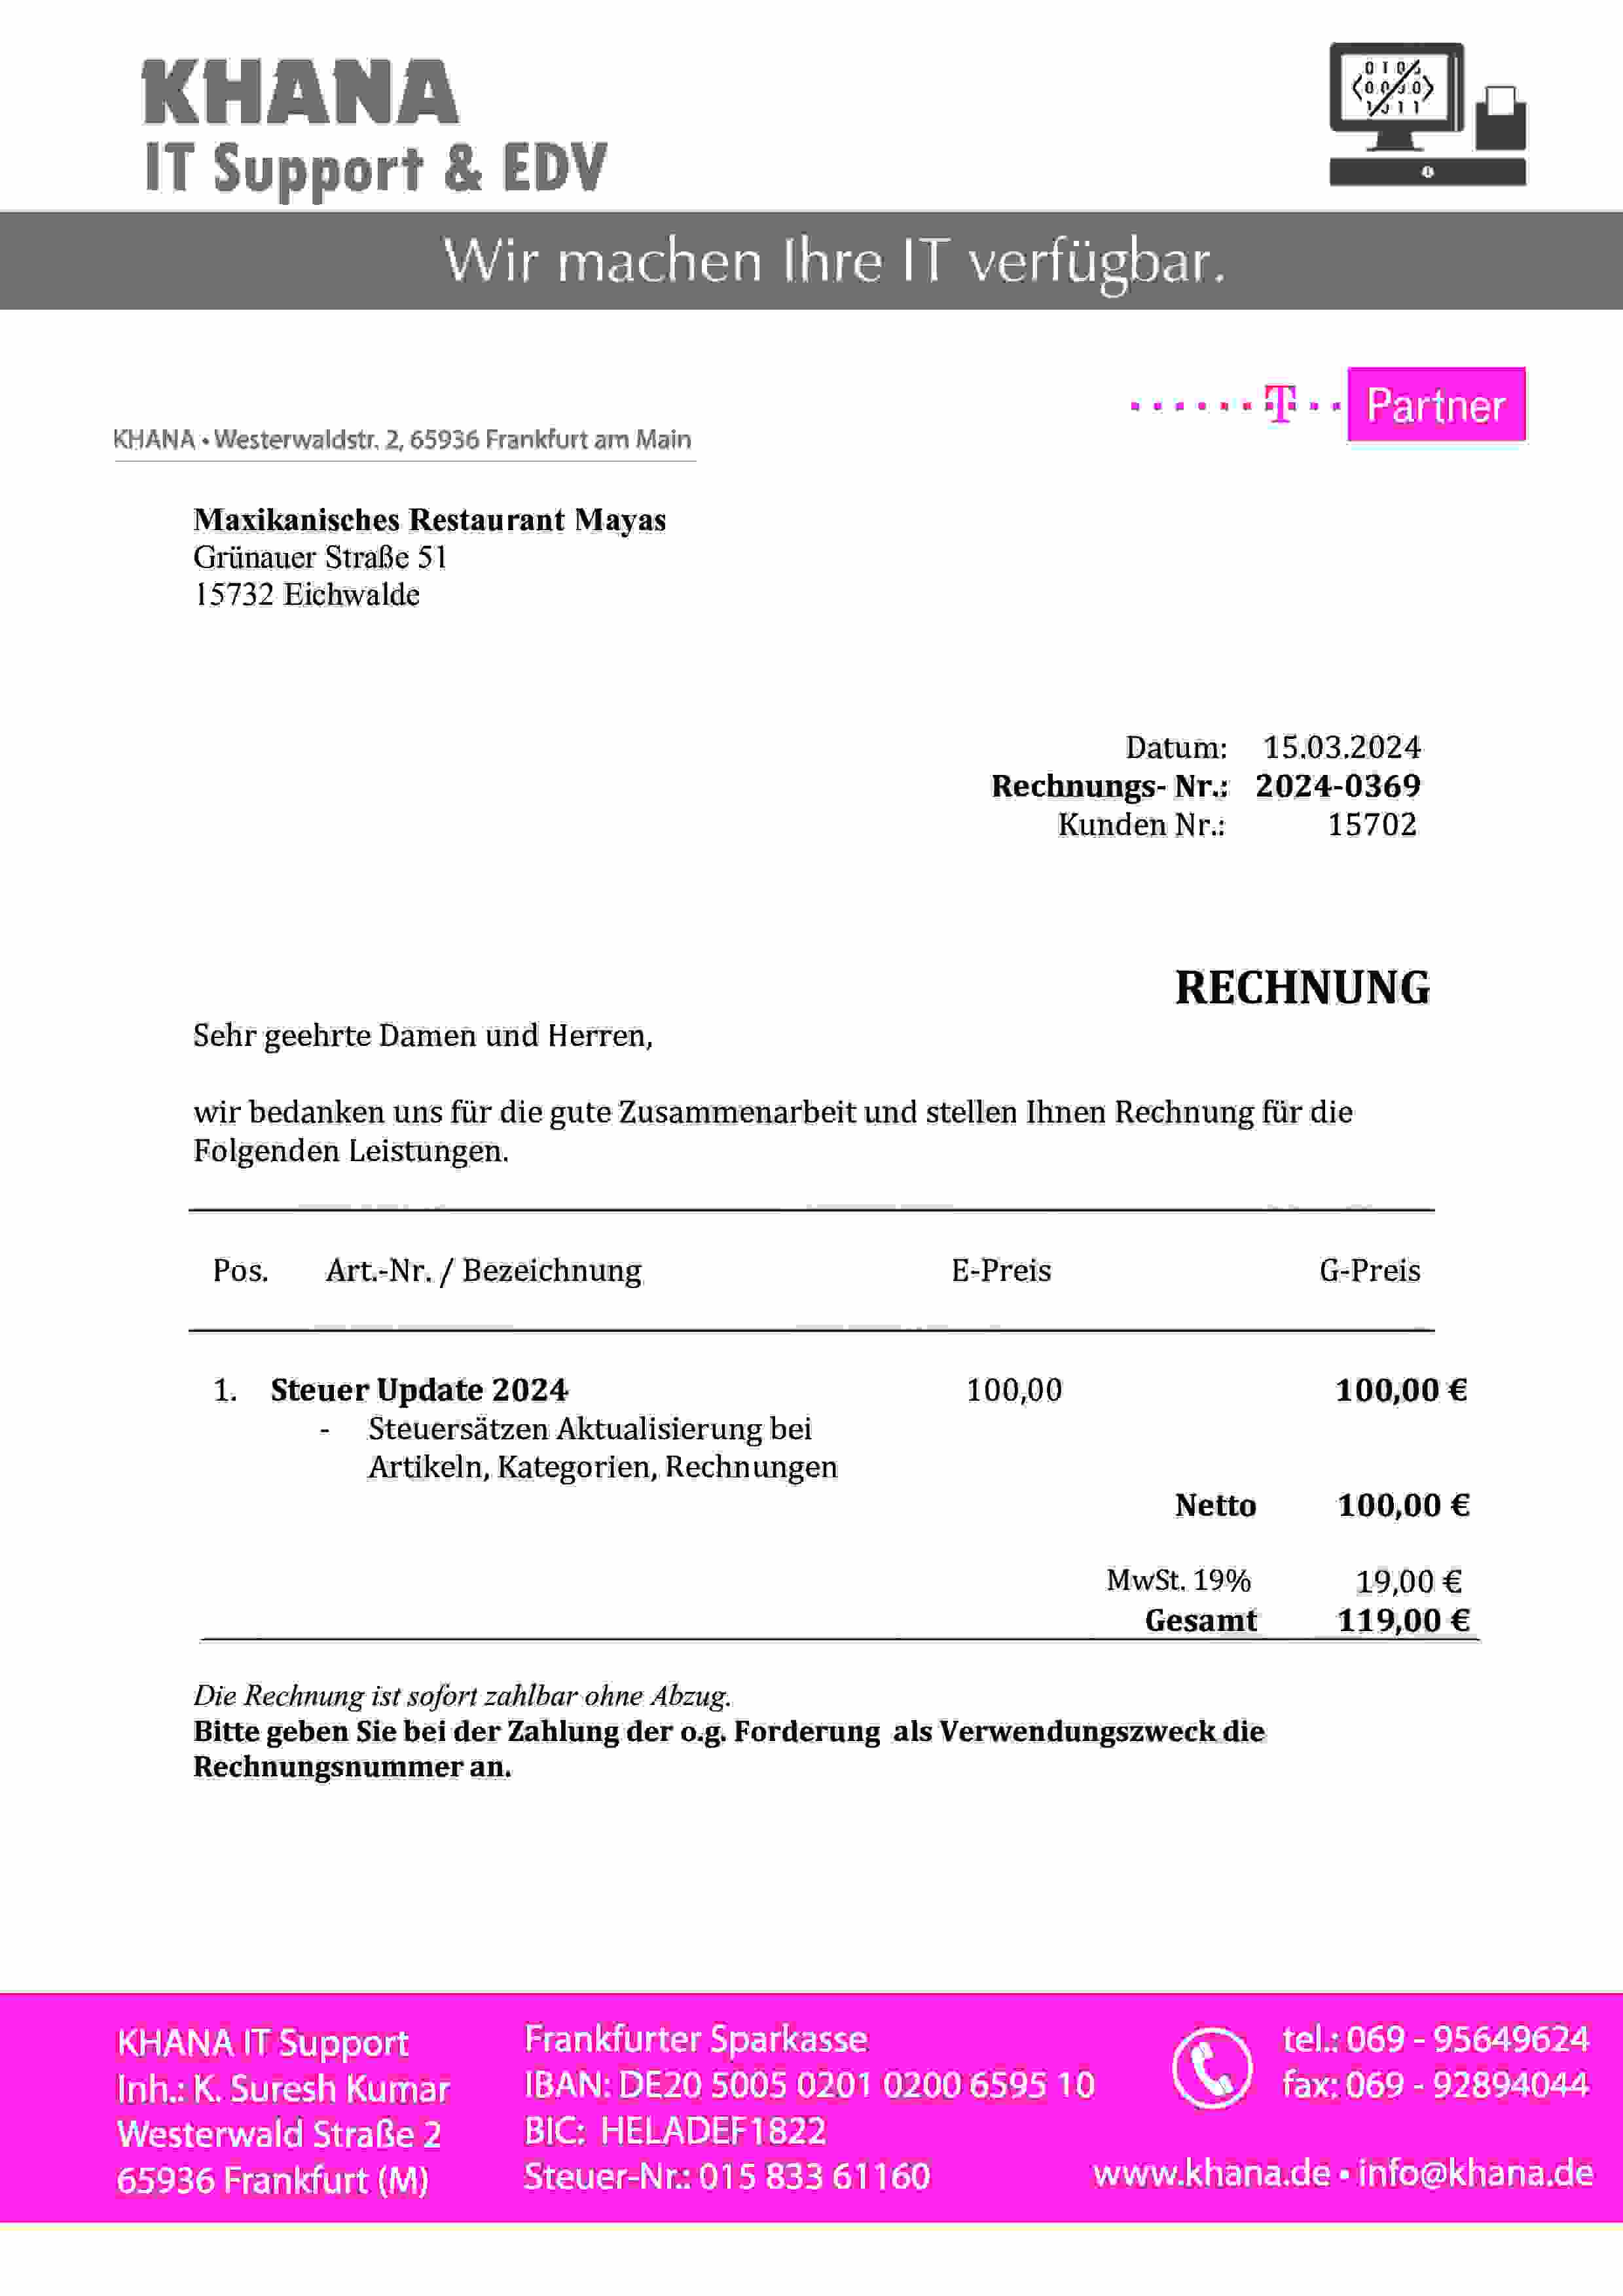 KHANA
IT Support & EDV
Wir machen Ihre IT verfügbar.
T Partner
KHANA • Westerwaldstr. 2, 65936 Frankfurt am Main
Maxikanisches Restaurant Mayas
Grünauer Straße 51
15732 Eichwalde
Datum: 15.03.2024
Rechnungs- Nr.: 2024-0369
Kunden Nr.: 15702
RECHNUNG
Sehr geehrte Damen und Herren,
wir bedanken uns für die gute Zusammenarbeit und stellen Ihnen Rechnung für die
Folgenden Leistungen.
Pos. Art.-Nr. / Bezeichnung E-Preis G-Preis
1. Steuer Update 2024 100,00 100,00 €
- Steuersätzen Aktualisierung bei
Artikeln, Kategorien, Rechnungen
Netto 100,00 €
MwSt. 19% 19,00 €
Gesamt 119,00 €
Die Rechnung ist sofort zahlbar ohne Abzug.
Bitte geben Sie bei der Zahlung der o.g. Forderung als Verwendungszweck die
Rechnungsnummer an.
KHANA IT Support
Inh.: K. Suresh Kumar
Westerwald Straße 2
65936 Frankfurt (M)
Frankfurter Sparkasse
IBAN: DE20 5005 0201 0200 6595 10
BIC: HELADEF1822
Steuer-Nr.: 015 833 61160
tel.: 069 - 95649624
fax: 069 - 92894044
www.khana.de • info@khana.de